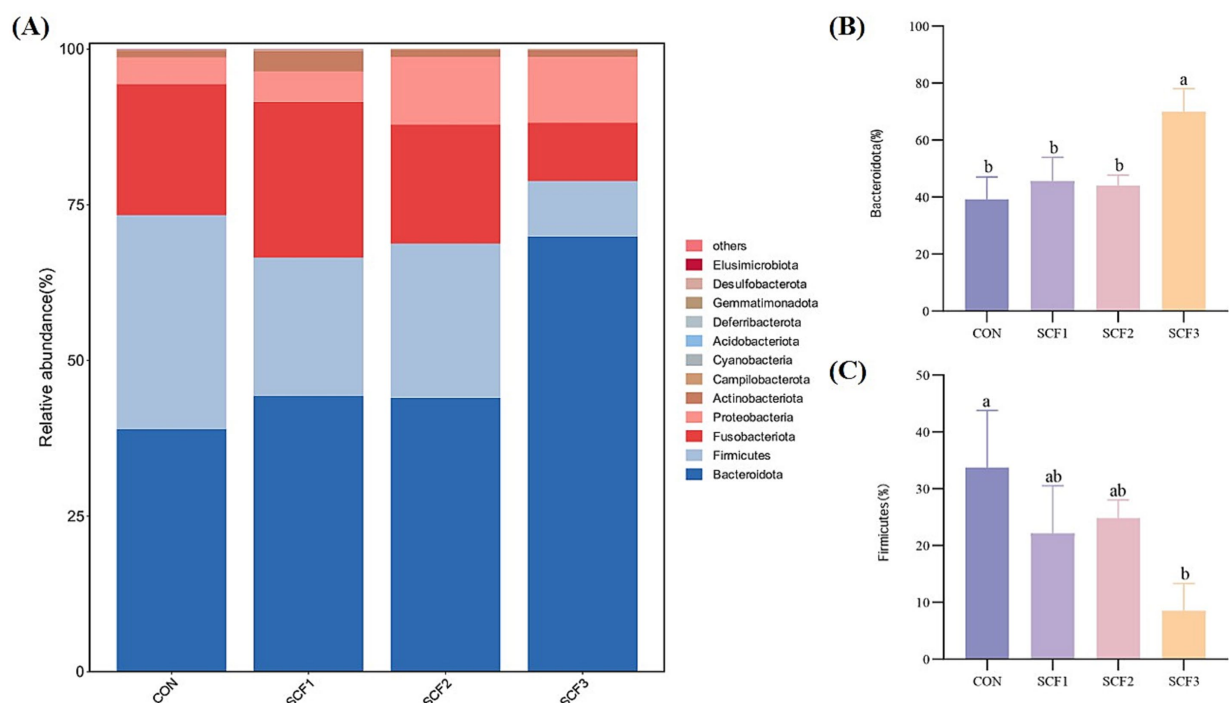 (A)
Relative abundance(%)
100
75
50
25
0
CON
SCF1
SCF2
SCF3
others
Elusimicrobiota
Desulfobacterota
Gemmatimonadota
Deferribacterota
Acidobacteriota
Cyanobacteria
Campilobacterota
Actinobacteriota
Proteobacteria
Fusobacteriota
Firmicutes
Bacteroidota
(B)
Bacteroidota(%)
100
80
60
40
20
0
b
b
b
a
CON
SCF1
SCF2
SCF3
(C)
Firmicutes(%)
50
40
30
20
10
0
a
ab
ab
b
CON
SCF1
SCF2
SCF3